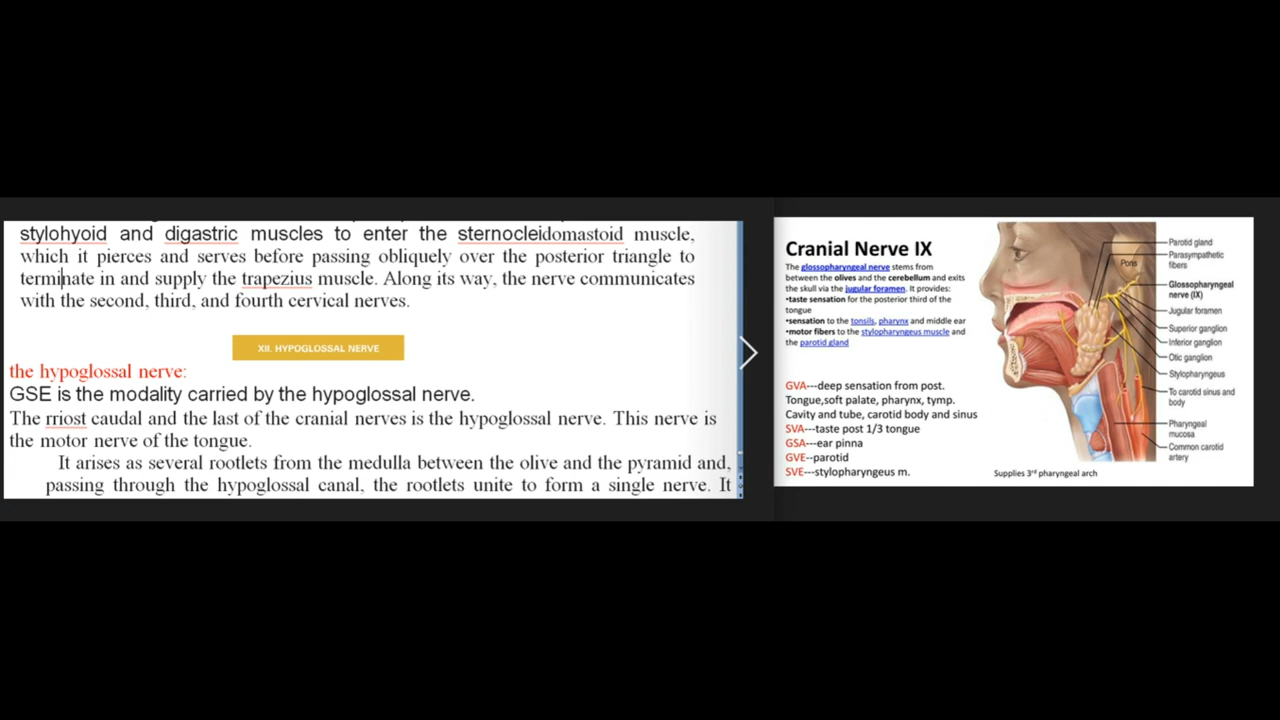 stylohyoid and digastric muscles to enter the sternocleidomastoid muscle,
which it pierces and serves before passing obliquely over the posterior triangle to
terminate in and supply the trapezius muscle. Along its way, the nerve communicates
with the second, third, and fourth cervical nerves.
XII. HYPOGLOSSAL NERVE
the hypoglossal nerve:
GSE is the modality carried by the hypoglossal nerve.
The rriost caudal and the last of the cranial nerves is the hypoglossal nerve. This nerve is
the motor nerve of the tongue.
It arises as several rootlets from the medulla between the olive and the pyramid and,
passing through the hypoglossal canal, the rootlets unite to form a single nerve. It
Cranial Nerve IX
The glossopharyngeal nerve stems from
between the olives and the cerebellum and exits
the skull via the jugular foramen. It provides:
•taste sensation for the posterior third of the
tongue
•sensation to the tonsils, pharynx and middle ear
•motor fibers to the stylopharyngeus muscle and
the parotid gland
GVA---deep sensation from post.
Tongue,soft palate, pharynx, tymp.
Cavity and tube, carotid body and sinus
SVA---taste post 1/3 tongue
GSA---ear pinna
GVE--parotid
SVE---stylopharyngeus m.
Pons
Parotid gland
Parasympathetic
fibers
Glossopharyngeal
nerve (IX)
Jugular foramen
Superior ganglion
Inferior ganglion
Otic ganglion
Stylopharyngeus
To carotid sinus and
body
Pharyngeal
mucosa
Common carotid
artery
Supplies 3rd pharyngeal arch